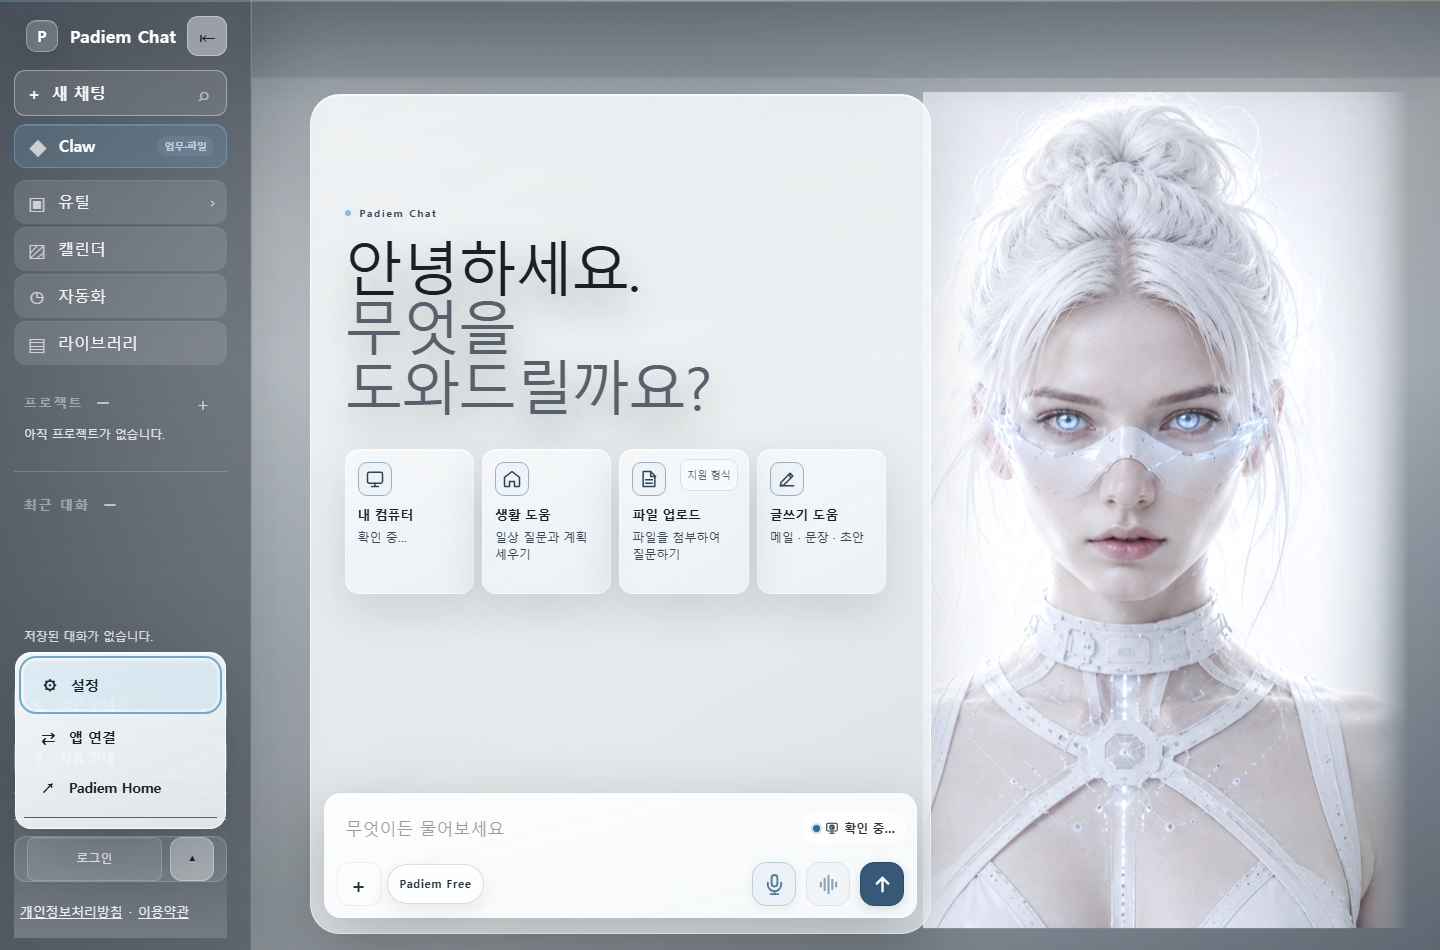 P Padiem Chat
+ 새 채팅
Claw 업무·파일
유틸
캘린더
자동화
라이브러리
프로젝트
아직 프로젝트가 없습니다.
최근 대화
저장된 대화가 없습니다.
설정
앱 연결
사용 안내
Padiem Home
로그인
개인정보처리방침 · 이용약관
Padiem Chat
안녕하세요.
무엇을
도와드릴까요?
내 컴퓨터
확인 중...
생활 도움
일상 질문과 계획
세우기
지원 형식
파일 업로드
파일을 첨부하여
질문하기
글쓰기 도움
메일 · 문장 · 초안
무엇이든 물어보세요
확인 중...
+ Padiem Free